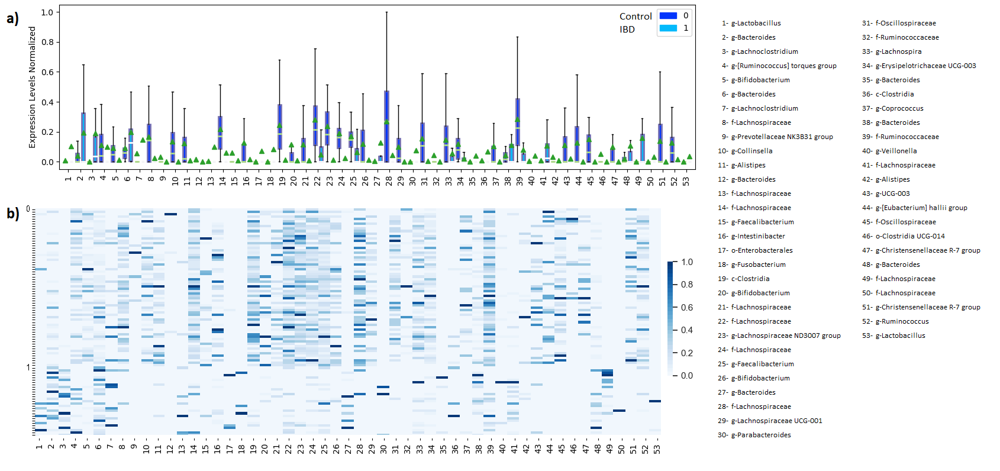 a)
Expression Levels Normalized
1.0
0.8
0.6
0.4
0.2
0.0
Control 0
IBD 1
1 2 3 4 5 6 7 8 9 10 11 12 13 14 15 16 17 18 19 20 21 22 23 24 25 26 27 28 29 30 31 32 33 34 35 36 37 38 39 40 41 42 43 44 45 46 47 48 49 50 51 52 53
b)
0
1
1 2 3 4 5 6 7 8 9 10 11 12 13 14 15 16 17 18 19 20 21 22 23 24 25 26 27 28 29 30 31 32 33 34 35 36 37 38 39 40 41 42 43 44 45 46 47 48 49 50 51 52 53
1.0
0.8
0.6
0.4
0.2
0.0
1- g-Lactobacillus
2- g-Bacteroides
3- g-Lachnoclostridium
4- g-[Ruminococcus] torques group
5- g-Bifidobacterium
6- g-Bacteroides
7- g-Lachnoclostridium
8- f-Lachnospiraceae
9- g-Prevotellaceae NK3B31 group
10- g-Collinsella
11- g-Alistipes
12- g-Bacteroides
13- f-Lachnospiraceae
14- f-Lachnospiraceae
15- g-Faecalibacterium
16- g-Intestinibacter
17- o-Enterobacterales
18- g-Fusobacterium
19- c-Clostridia
20- g-Bifidobacterium
21- f-Lachnospiraceae
22- f-Lachnospiraceae
23- g-Lachnospiraceae ND3007 group
24- f-Lachnospiraceae
25- g-Faecalibacterium
26- g-Bifidobacterium
27- g-Bacteroides
28- f-Lachnospiraceae
29- g-Lachnospiraceae UCG-001
30- g-Parabacteroides
31- f-Oscillospiraceae
32- f-Ruminococcaceae
33- g-Lachnospira
34- g-Erysipelotrichaceae UCG-003
35- g-Bacteroides
36- c-Clostridia
37- g-Coprococcus
38- g-Bacteroides
39- f-Ruminococcaceae
40- g-Veillonella
41- f-Lachnospiraceae
42- g-Alistipes
43- g-UCG-003
44- g-[Eubacterium] hallii group
45- f-Oscillospiraceae
46- o-Clostridia UCG-014
47- g-Christensenellaceae R-7 group
48- g-Bacteroides
49- f-Lachnospiraceae
50- f-Lachnospiraceae
51- g-Christensenellaceae R-7 group
52- g-Ruminococcus
53- g-Lactobacillus